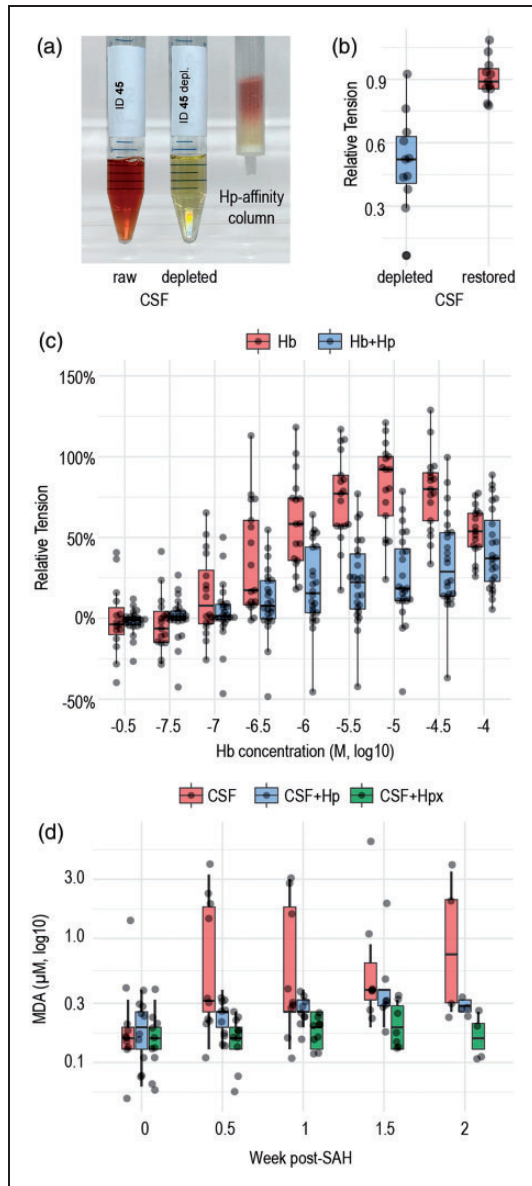 (a)
ID 45
ID 45 depl.
Hp-affinity
column
raw depleted
CSF
(b)
Relative Tension
0.9
0.6
0.3
depleted restored
CSF
(c)
Hb Hb+Hp
Relative Tension
150%
100%
50%
0%
-50%
-0.5 -7.5 -7 -6.5 -6 -5.5 -5 -4.5 -4
Hb concentration (M, log10)
CSF CSF+Hp CSF+Hpx
(d)
MDA (µM, log10)
3.0
1.0
0.3
0.1
0 0.5 1 1.5 2
Week post-SAH